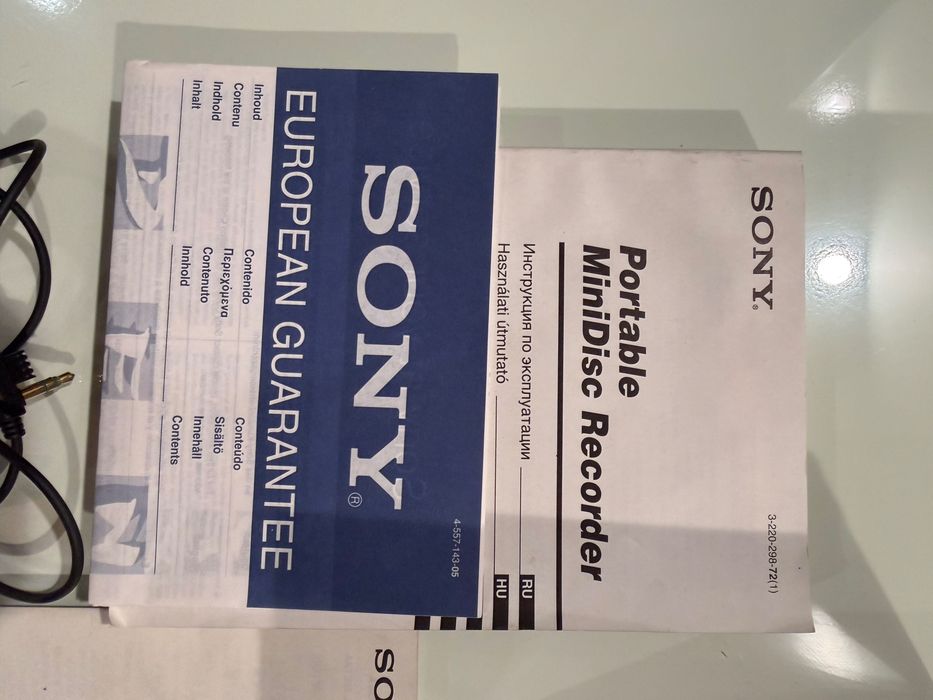 SONY®
4-557-143-05
EUROPEAN GUARANTEE
Inhoud
Contenu
Indhold
Inhalt
Contenido
Περιεχόμενα
Contenuto
Innhold
Conteúdo
Sisältö
Innehåll
Contents
SONY®
3-220-298-72(1)
Portable
MiniDisc Recorder
Инструкция по эксплуатации RU
Használati útmutató HU
SO